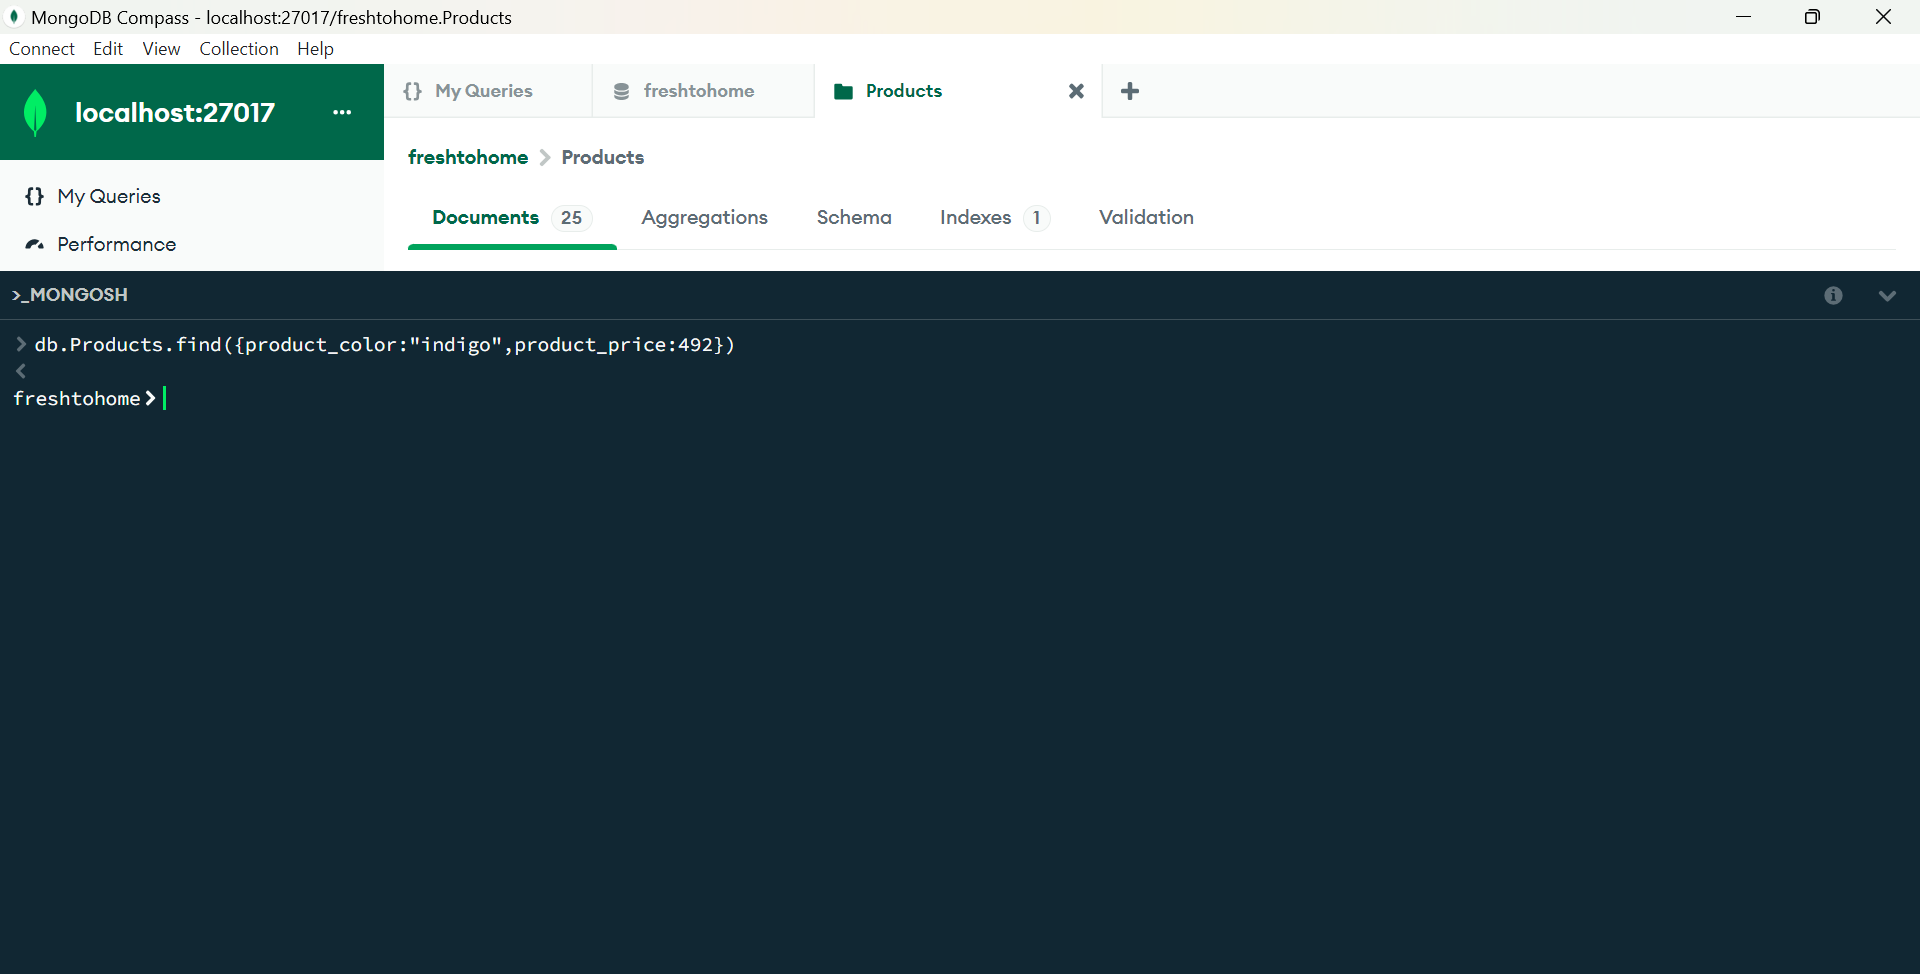 MongoDB Compass - localhost:27017/freshtohome.Products
Connect Edit View Collection Help
localhost:27017 ...
{} My Queries freshtohome Products
freshtohome > Products
{} My Queries
Documents 25 Aggregations Schema Indexes 1 Validation
Performance
>_MONGOSH
> db.Products.find({product_color:"indigo",product_price:492})
<
freshtohome>